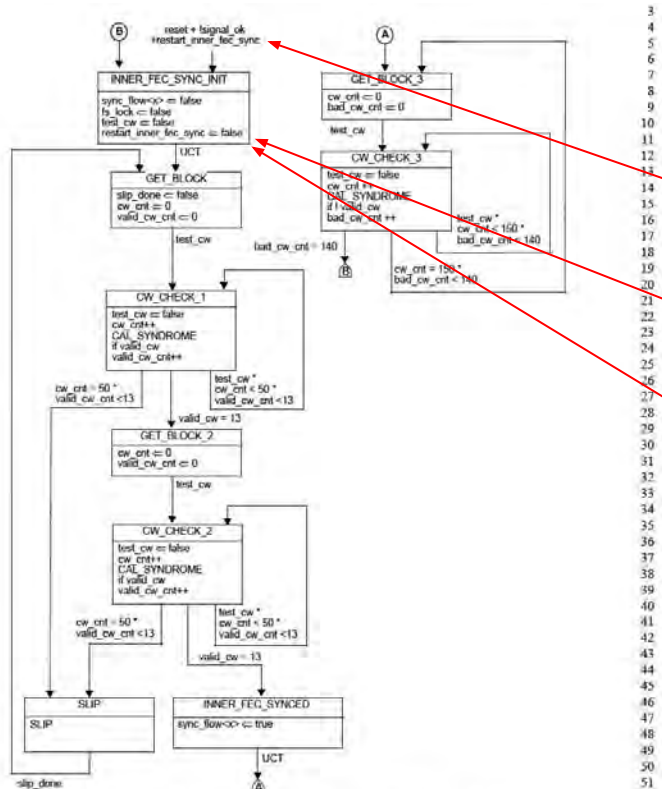 B
reset + !signal_ok
+restart_inner_fec_sync
INNER_FEC_SYNC_INIT
sync_flow<x> ⇐ false
fs_lock ⇐ false
test_cw ⇐ false
restart_inner_fec_sync ⇐ false
UCT
GET_BLOCK
slip_done ⇐ false
cw_cnt ⇐ 0
valid_cw_cnt ⇐ 0
test_cw
CW_CHECK_1
test_cw ⇐ false
cw_cnt++
CAL_SYNDROME
if valid_cw
valid_cw_cnt++
cw_cnt = 50 *
valid_cw_cnt <13
test_cw *
cw_cnt < 50 *
valid_cw_cnt <13
valid_cw = 13
GET_BLOCK_2
cw_cnt ⇐ 0
valid_cw_cnt ⇐ 0
test_cw
CW_CHECK_2
test_cw ⇐ false
cw_cnt++
CAL_SYNDROME
if valid_cw
valid_cw_cnt++
cw_cnt = 50 *
valid_cw_cnt <13
test_cw *
cw_cnt < 50 *
valid_cw_cnt <13
valid_cw = 13
SLIP
SLIP
slip_done
INNER_FEC_SYNCED
sync_flow<x> ⇐ true
UCT
A
A
GET_BLOCK_3
cw_cnt ⇐ 0
bad_cw_cnt ⇐ 0
test_cw
CW_CHECK_3
test_cw ⇐ false
cw_cnt ++
CAL_SYNDROME
if ! valid_cw
bad_cw_cnt ++
bad_cw_cnt = 140
B
test_cw *
cw_cnt < 150 *
bad_cw_cnt < 140
cw_cnt = 150 *
bad_cw_cnt < 140
3
4
5
6
7
8
9
10
11
12
13
14
15
16
17
18
19
20
21
22
23
24
25
26
27
28
29
30
31
32
33
34
35
36
37
38
39
40
41
42
43
44
45
46
47
48
49
50
51